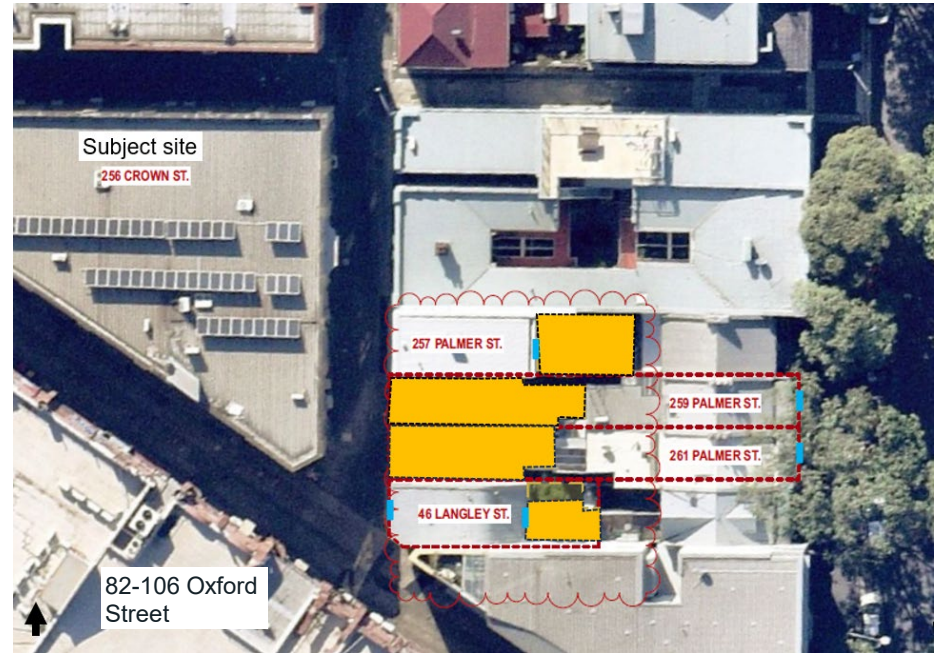 Subject site
256 CROWN ST.
257 PALMER ST.
259 PALMER ST.
261 PALMER ST.
46 LANGLEY ST.
82-106 Oxford
Street